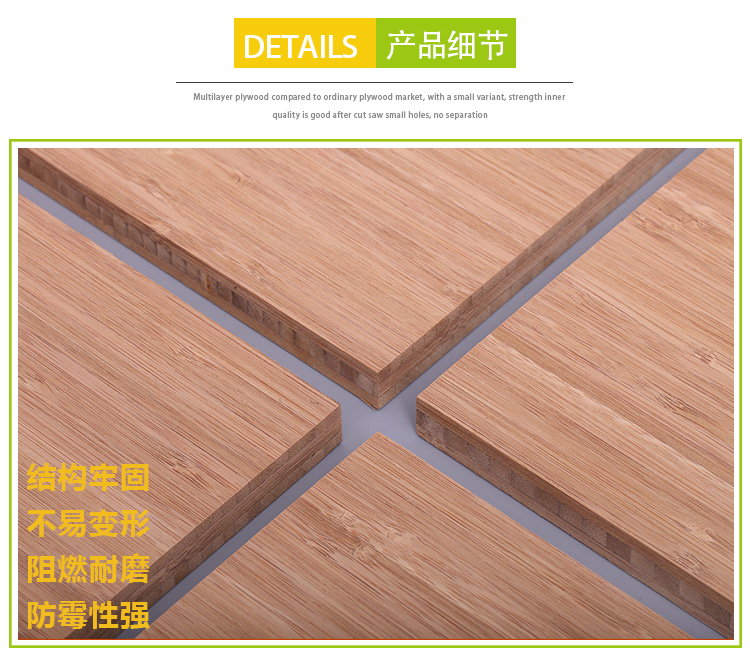 DETAILS 产品细节
Multilayer plywood compared to ordinary plywood market, with a small variant, strength inner
quality is good after cut saw small holes, no separation
结构牢固
不易变形
阻燃耐磨
防霉性强